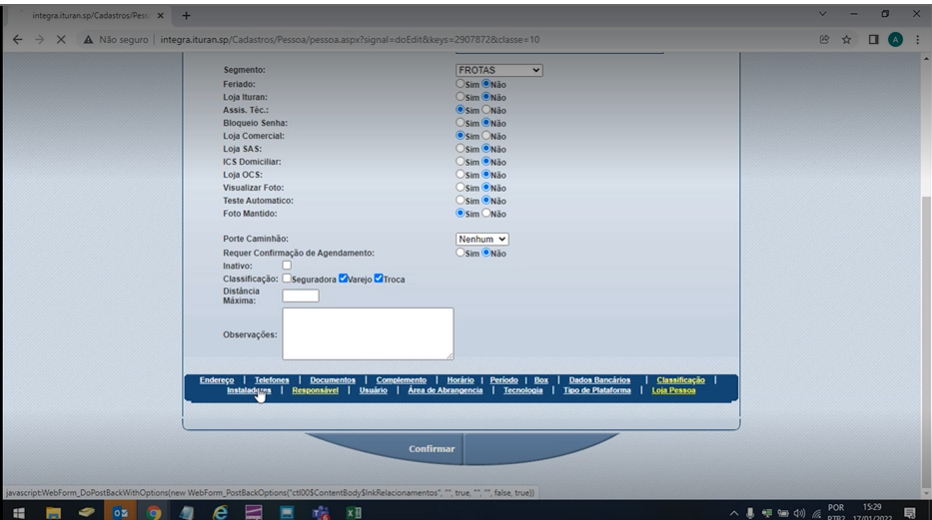 integra.ituran.sp/Cadastros/Pess
Não seguro | integra.ituran.sp/Cadastros/Pessoa/pessoa.aspx?signal=doEdit&keys=2907872&classe=10
A
Segmento: FROTAS
Feriado: Sim Não
Loja Ituran: Sim Não
Assis. Téc.: Sim Não
Bloqueio Senha: Sim Não
Loja Comercial: Sim Não
Loja SAS: Sim Não
ICS Domiciliar: Sim Não
Loja OCS: Sim Não
Visualizar Foto: Sim Não
Teste Automatico: Sim Não
Foto Mantido: Sim Não
Porte Caminhão: Nenhum
Requer Confirmação de Agendamento: Sim Não
Inativo:
Classificação: Seguradora Varejo Troca
Distância
Máxima:
Observações:
Endereço | Telefones | Documentos | Complemento | Horário | Período | Box | Dados Bancários | Classificação |
Instaladores | Responsável | Usuário | Área de Abrangencia | Tecnologia | Tipo de Plataforma | Loja Pessoa
Confirmar
javascript:WebForm_DoPostBackWithOptions(new WebForm_PostBackOptions("ctl00$ContentBody$lnkRelacionamentos", "", true, "", "", false, true))
POR 15:29
PTB2 17/01/2022